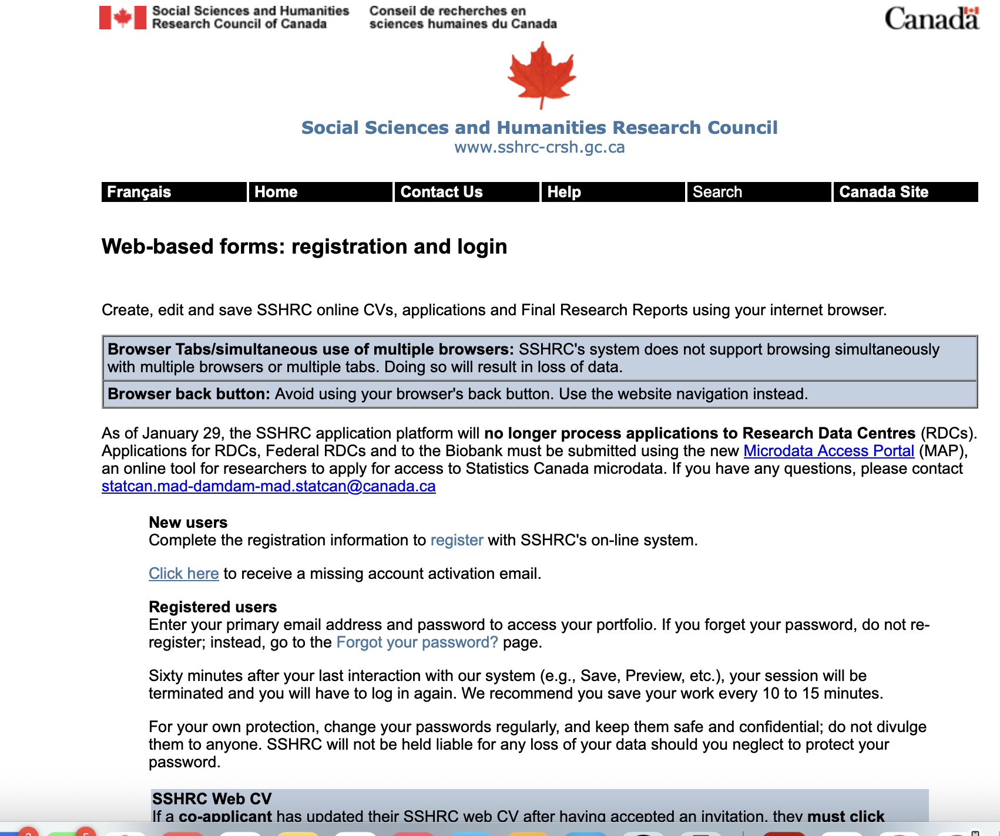 Social Sciences and Humanities
Research Council of Canada
Conseil de recherches en
sciences humaines du Canada
Canada
Social Sciences and Humanities Research Council
www.sshrc-crsh.gc.ca
Français Home Contact Us Help Search Canada Site
Web-based forms: registration and login
Create, edit and save SSHRC online CVs, applications and Final Research Reports using your internet browser.
Browser Tabs/simultaneous use of multiple browsers: SSHRC's system does not support browsing simultaneously
with multiple browsers or multiple tabs. Doing so will result in loss of data.
Browser back button: Avoid using your browser's back button. Use the website navigation instead.
As of January 29, the SSHRC application platform will no longer process applications to Research Data Centres (RDCs).
Applications for RDCs, Federal RDCs and to the Biobank must be submitted using the new Microdata Access Portal (MAP),
an online tool for researchers to apply for access to Statistics Canada microdata. If you have any questions, please contact
statcan.mad-damdam-mad.statcan@canada.ca
New users
Complete the registration information to register with SSHRC's on-line system.
Click here to receive a missing account activation email.
Registered users
Enter your primary email address and password to access your portfolio. If you forget your password, do not re-
register; instead, go to the Forgot your password? page.
Sixty minutes after your last interaction with our system (e.g., Save, Preview, etc.), your session will be
terminated and you will have to log in again. We recommend you save your work every 10 to 15 minutes.
For your own protection, change your passwords regularly, and keep them safe and confidential; do not divulge
them to anyone. SSHRC will not be held liable for any loss of your data should you neglect to protect your
password.
SSHRC Web CV
If a co-applicant has updated their SSHRC web CV after having accepted an invitation, they must click